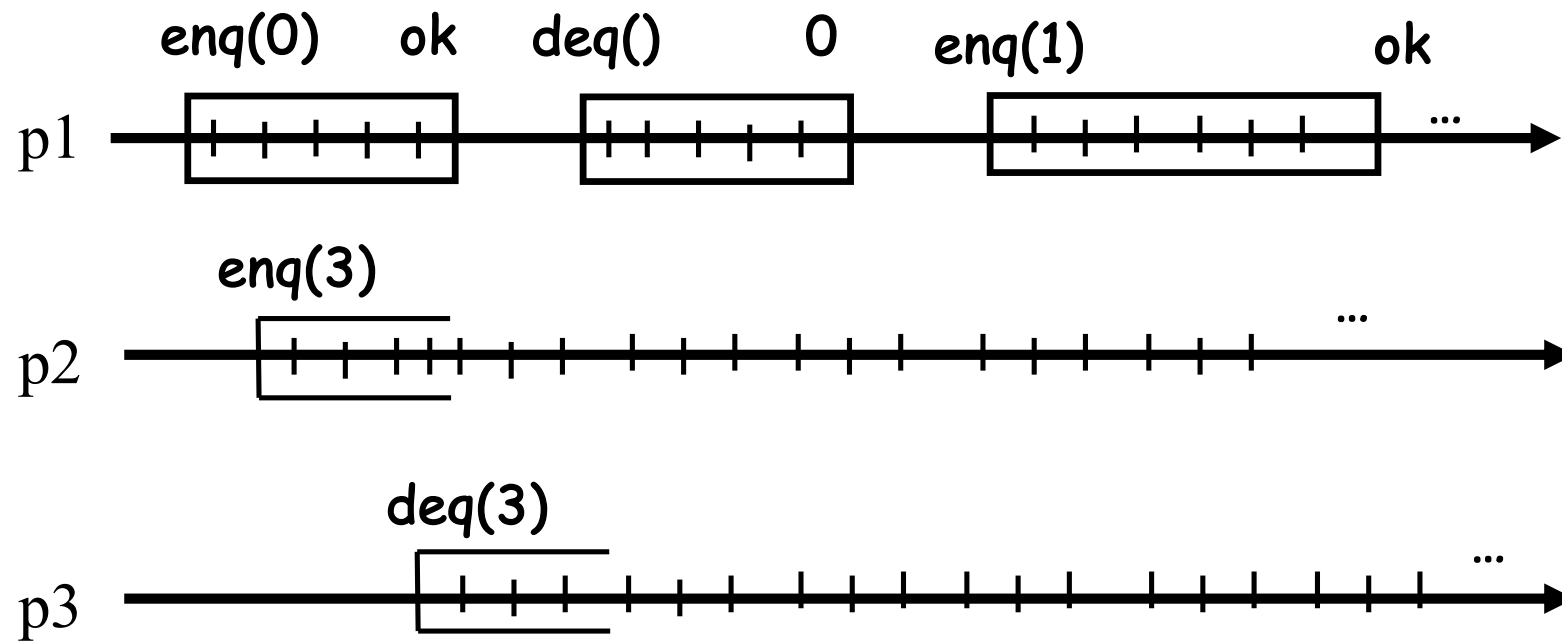 enq(0) ok deq() 0 enq(1) ok
p1 ...
enq(3)
p2 ...
deq(3)
p3 ...